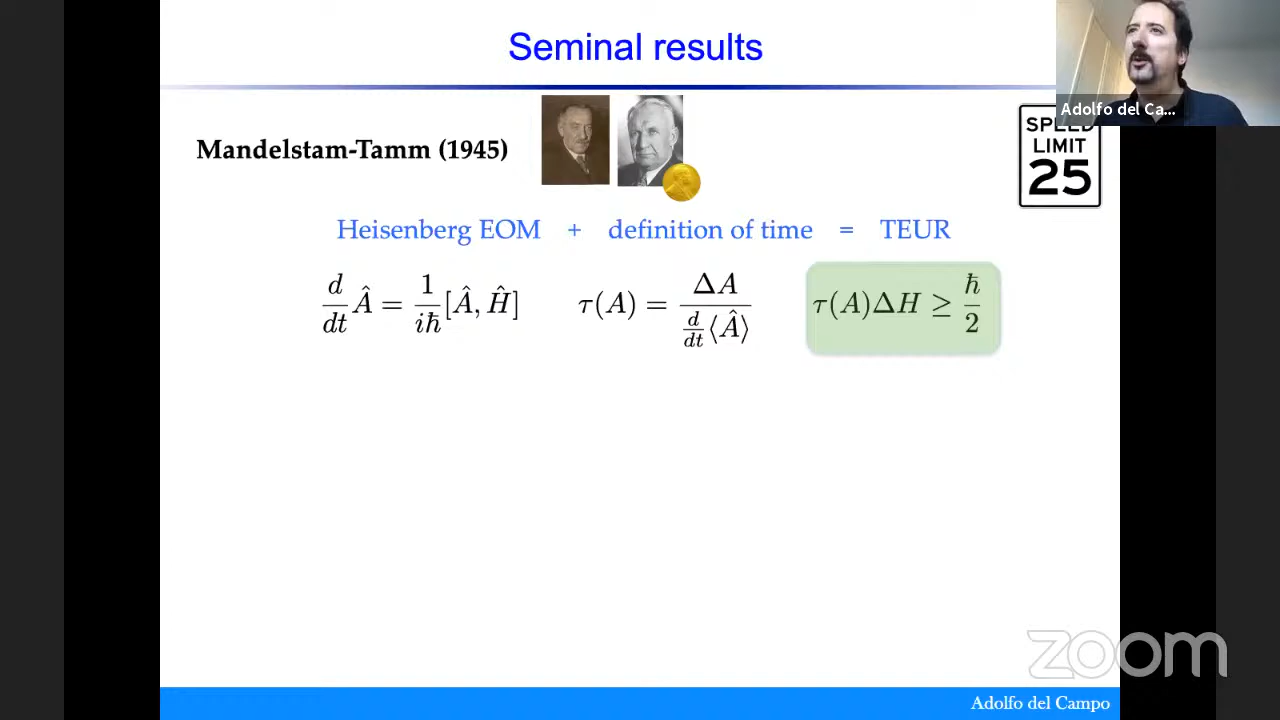 Seminal results
Adolfo del Ca...
SPEED
LIMIT
25
Mandelstam-Tamm (1945)
Heisenberg EOM + definition of time = TEUR
d/dt Â = 1/iħ [Â, Ĥ]
τ(A) = ΔA / d/dt⟨Â⟩
τ(A)ΔH ≥ ħ/2
zoom
Adolfo del Campo